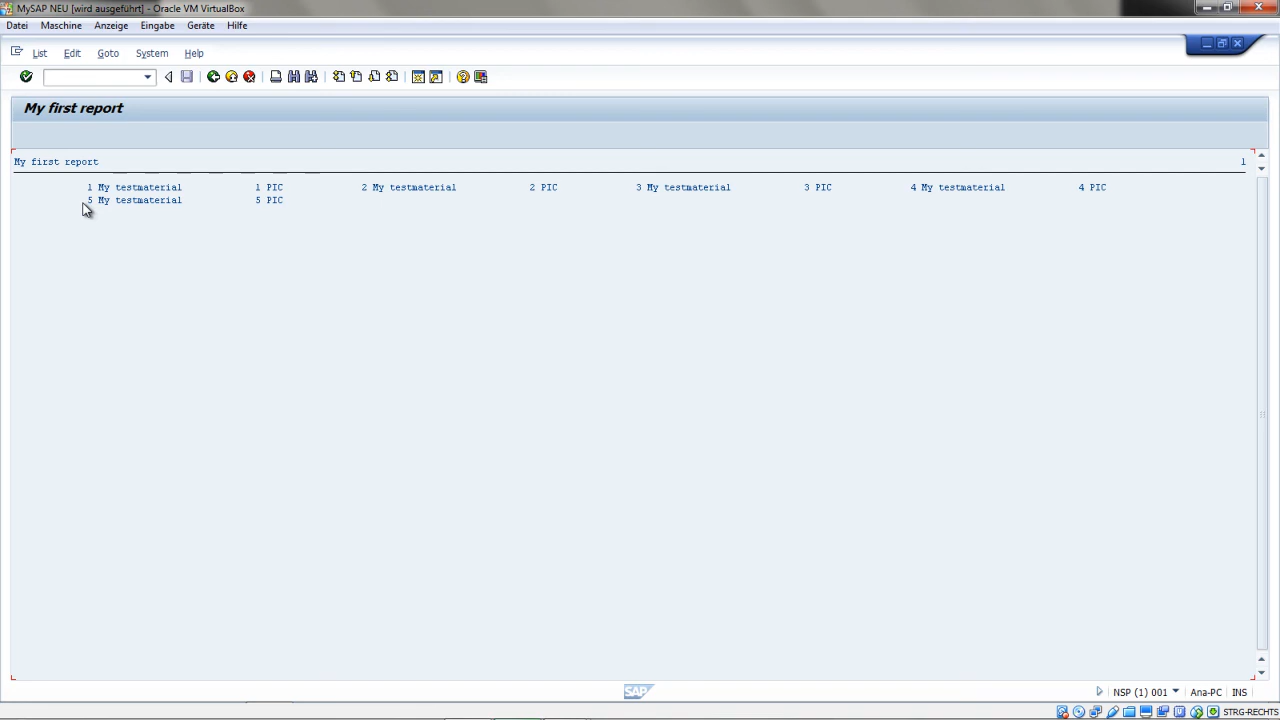 MySAP NEU [wird ausgeführt] - Oracle VM VirtualBox
Datei Maschine Anzeige Eingabe Geräte Hilfe
List Edit Goto System Help
My first report
My first report 1
1 My testmaterial 1 PIC 2 My testmaterial 2 PIC 3 My testmaterial 3 PIC 4 My testmaterial 4 PIC
5 My testmaterial 5 PIC
SAP NSP (1) 001 Ana-PC INS
STRG-RECHTS